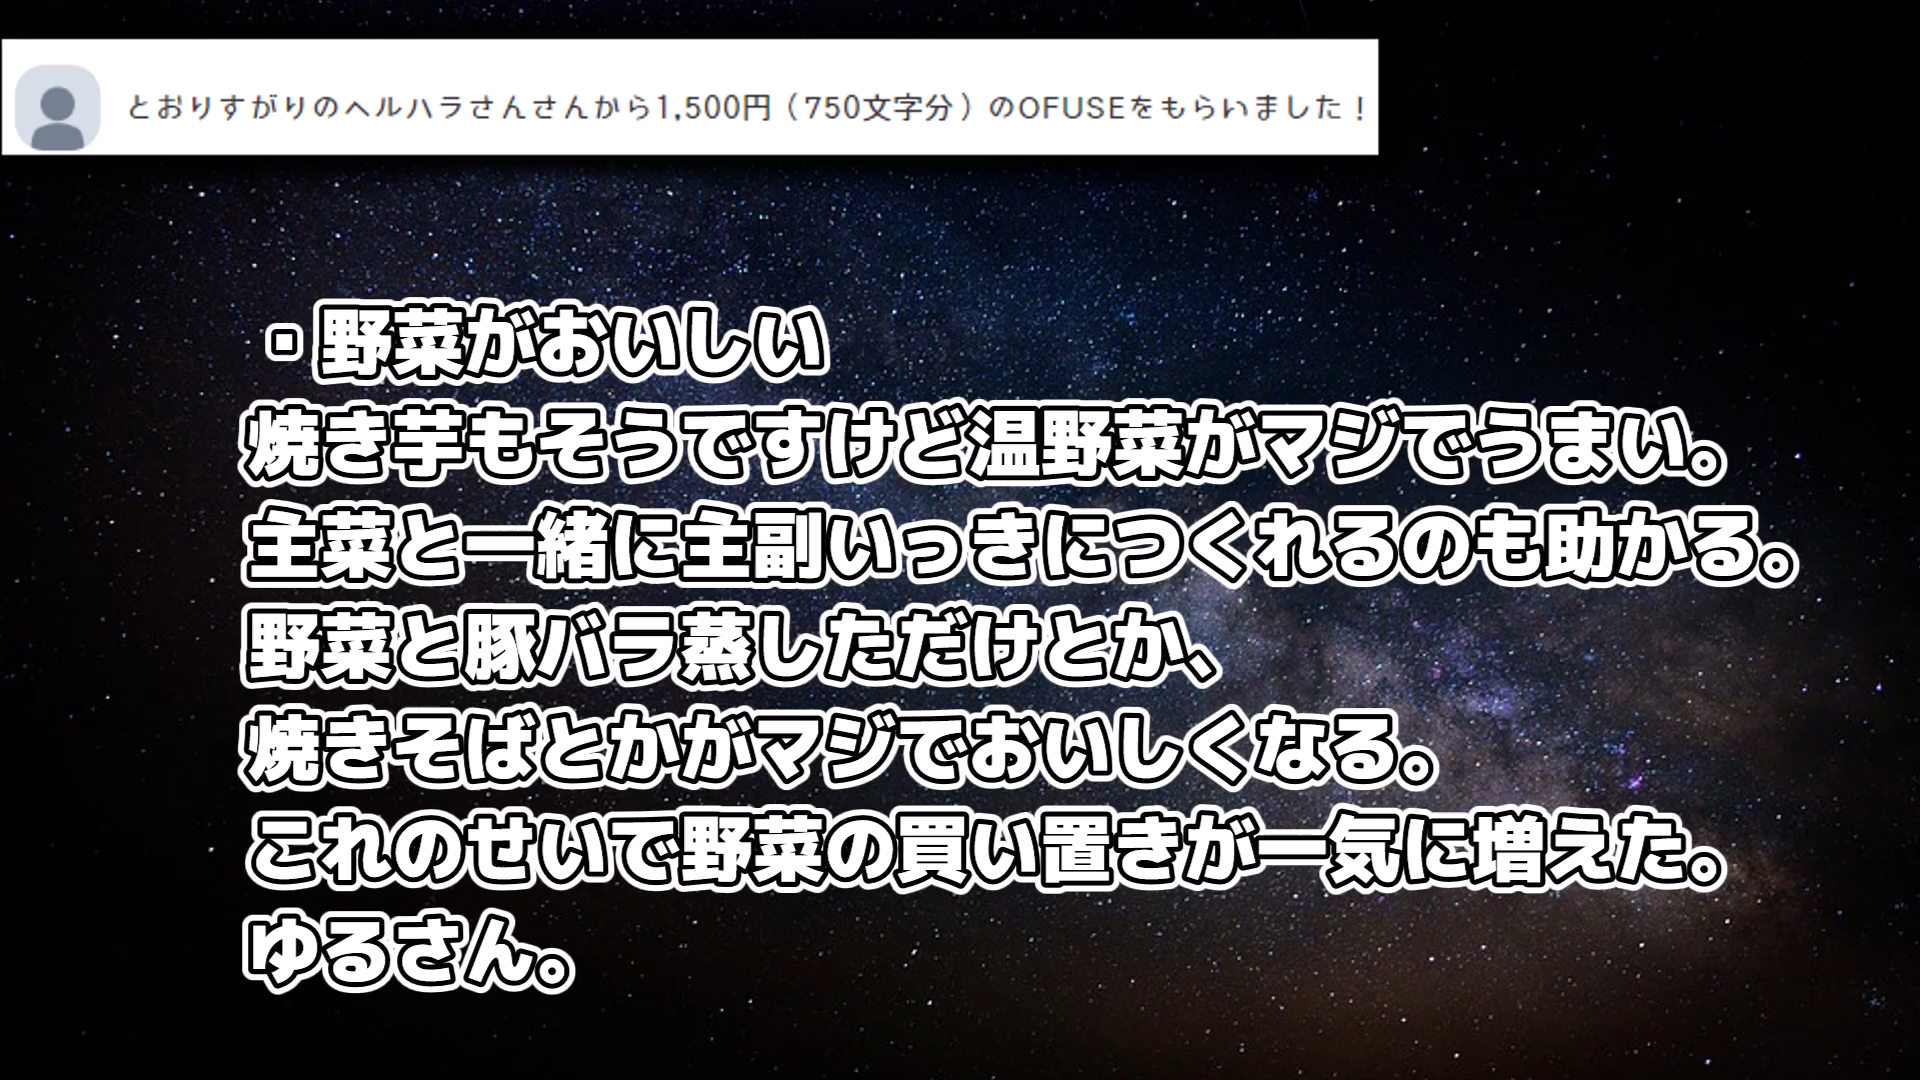 とおりすがりのヘルハラさんさんから1,500円（750文字分）のOFUSEをもらいました！
・野菜がおいしい
焼き芋もそうですけど温野菜がマジでうまい。
主菜と一緒に主副いっきにつくれるのも助かる。
野菜と豚バラ蒸しただけとか、
焼きそばとかがマジでおいしくなる。
これのせいで野菜の買い置きが一気に増えた。
ゆるさん。